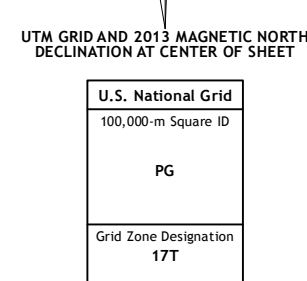 UTM GRID AND 2013 MAGNETIC NORTH
DECLINATION AT CENTER OF SHEET
U.S. National Grid
100,000-m Square ID
PG
Grid Zone Designation
17T